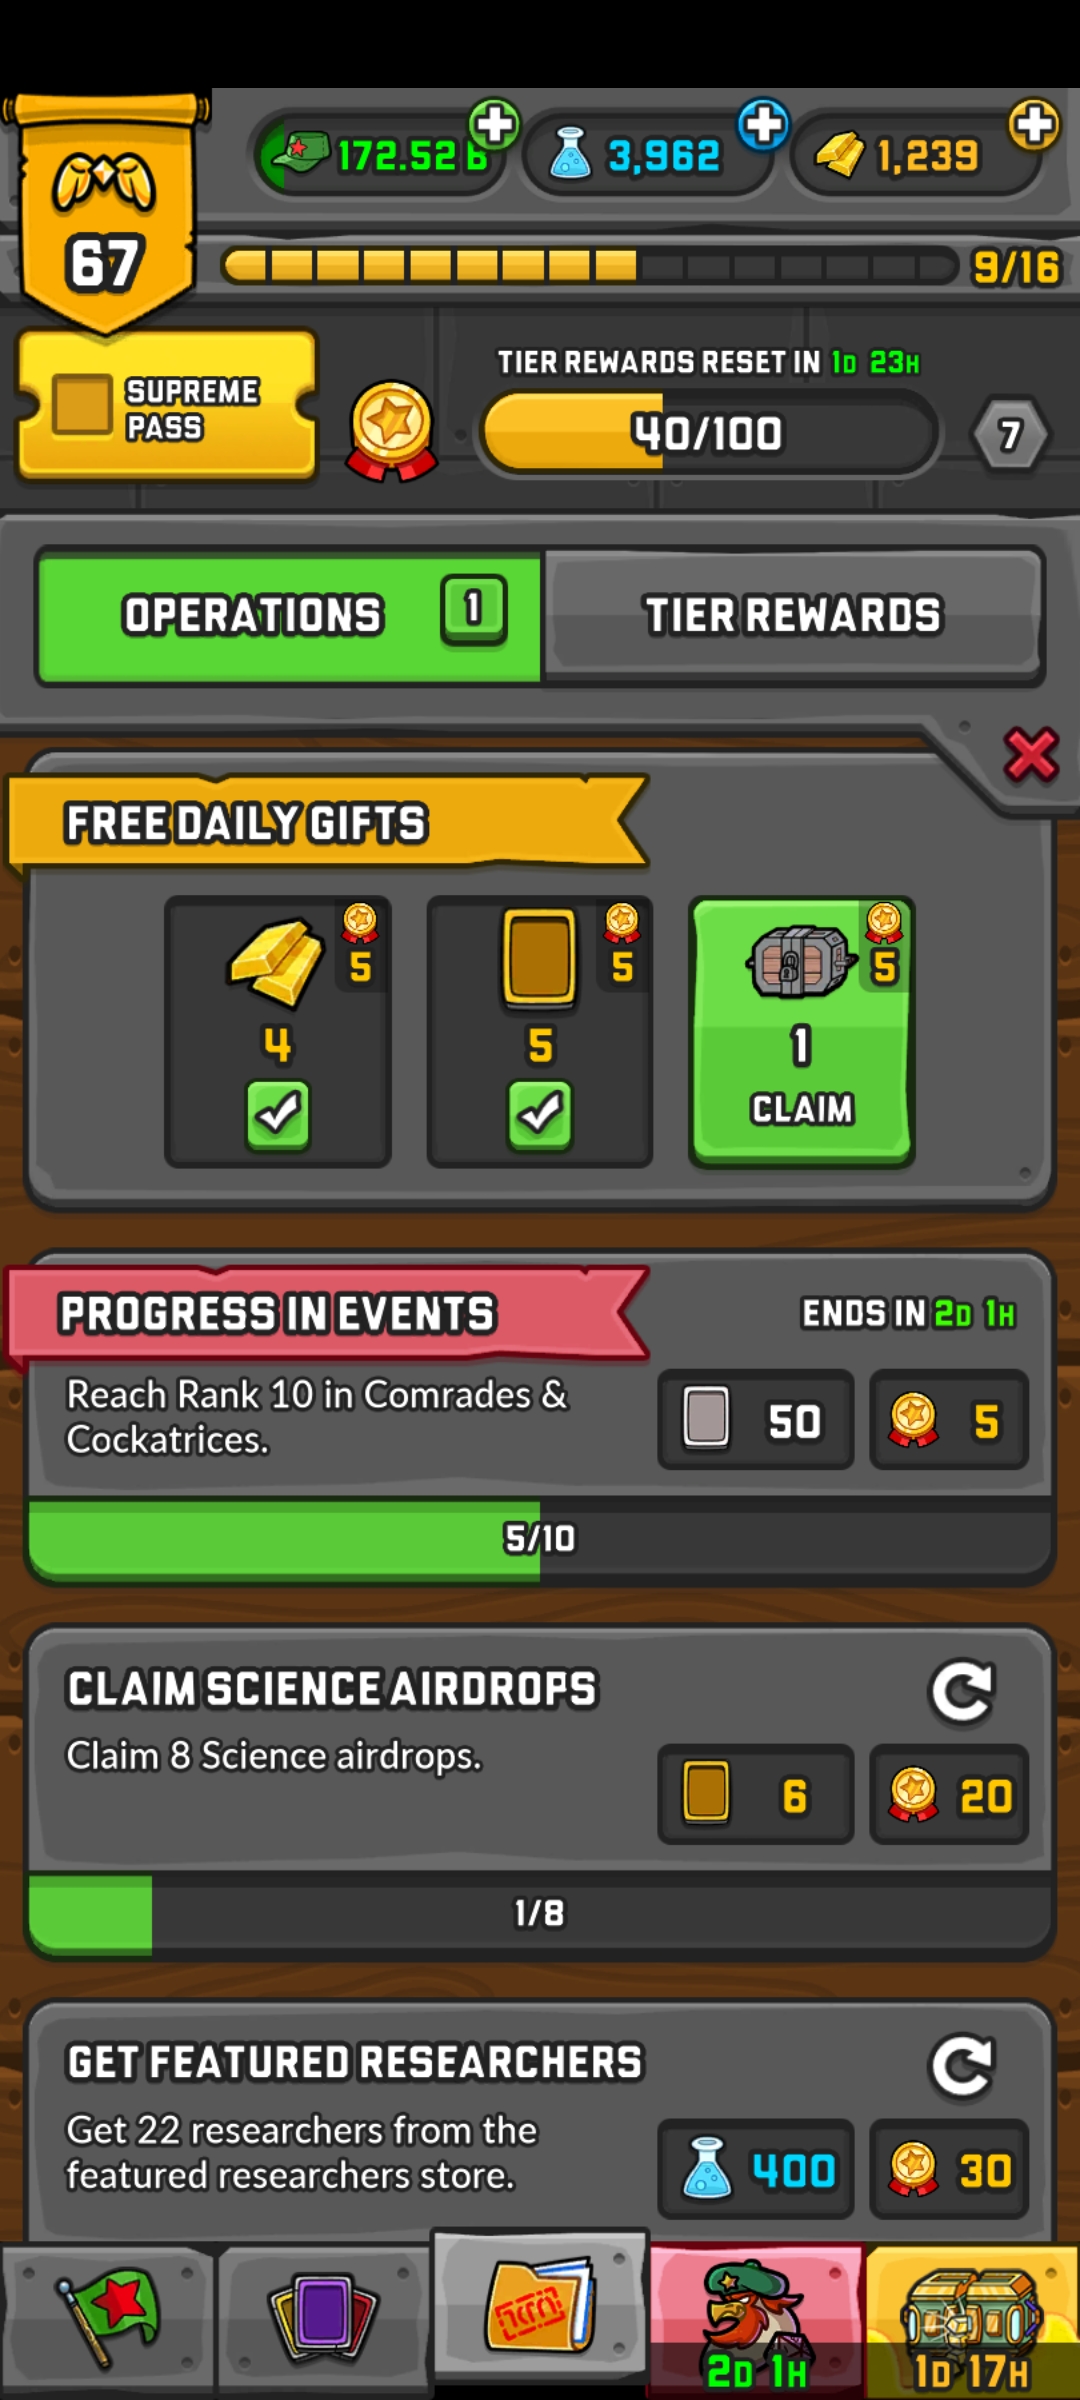 172.52 B
3,962
1,239
67
9/16
SUPREME
PASS
TIER REWARDS RESET IN 1D 23H
40/100
7
OPERATIONS
1
TIER REWARDS
FREE DAILY GIFTS
5
5
5
4
5
1
CLAIM
PROGRESS IN EVENTS
ENDS IN 2D 1H
Reach Rank 10 in Comrades &
Cockatrices.
50
5
5/10
CLAIM SCIENCE AIRDROPS
Claim 8 Science airdrops.
6
20
1/8
GET FEATURED RESEARCHERS
Get 22 researchers from the
featured researchers store.
400
30
2D 1H
1D 17H